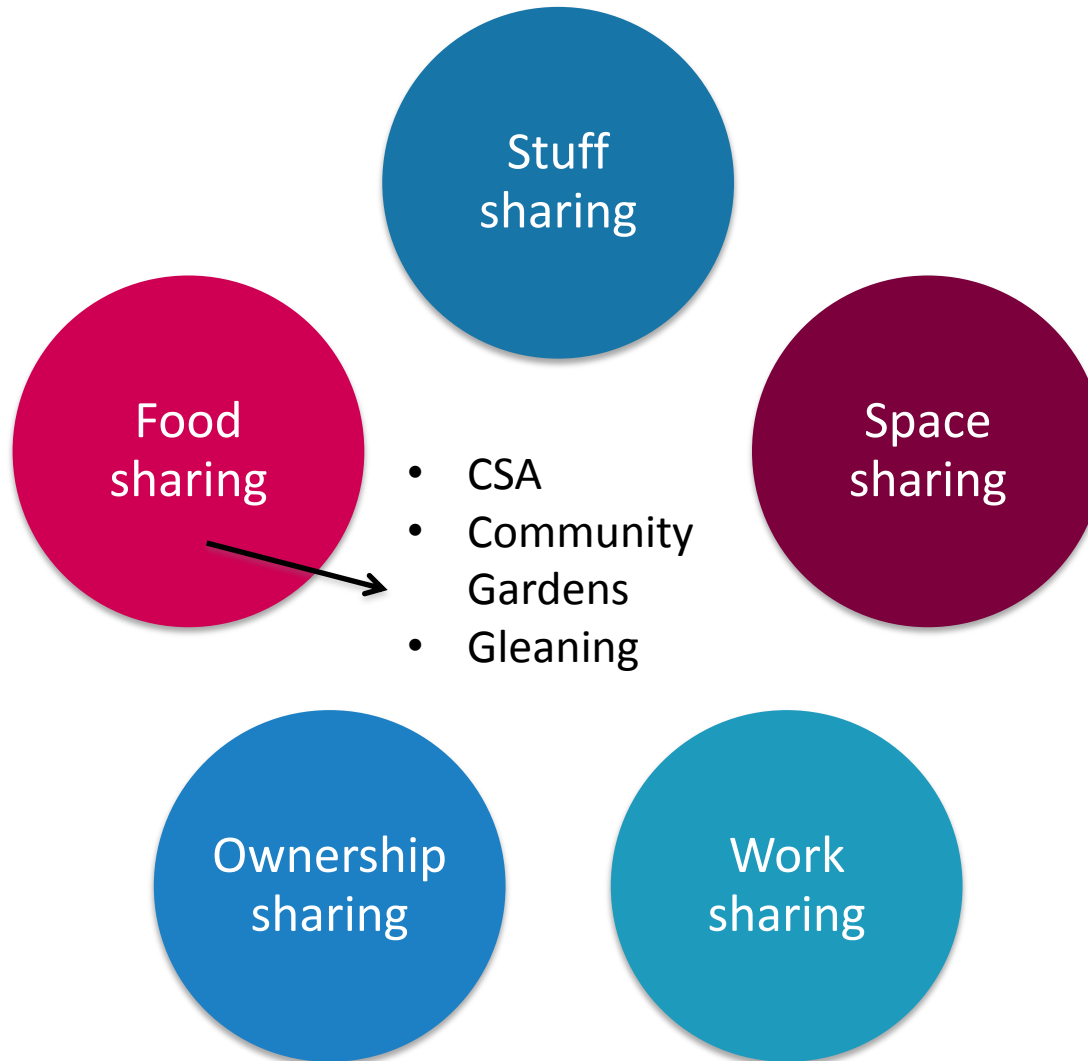 Stuff
sharing
Food
sharing
Space
sharing
• CSA
• Community
Gardens
• Gleaning
Ownership
sharing
Work
sharing